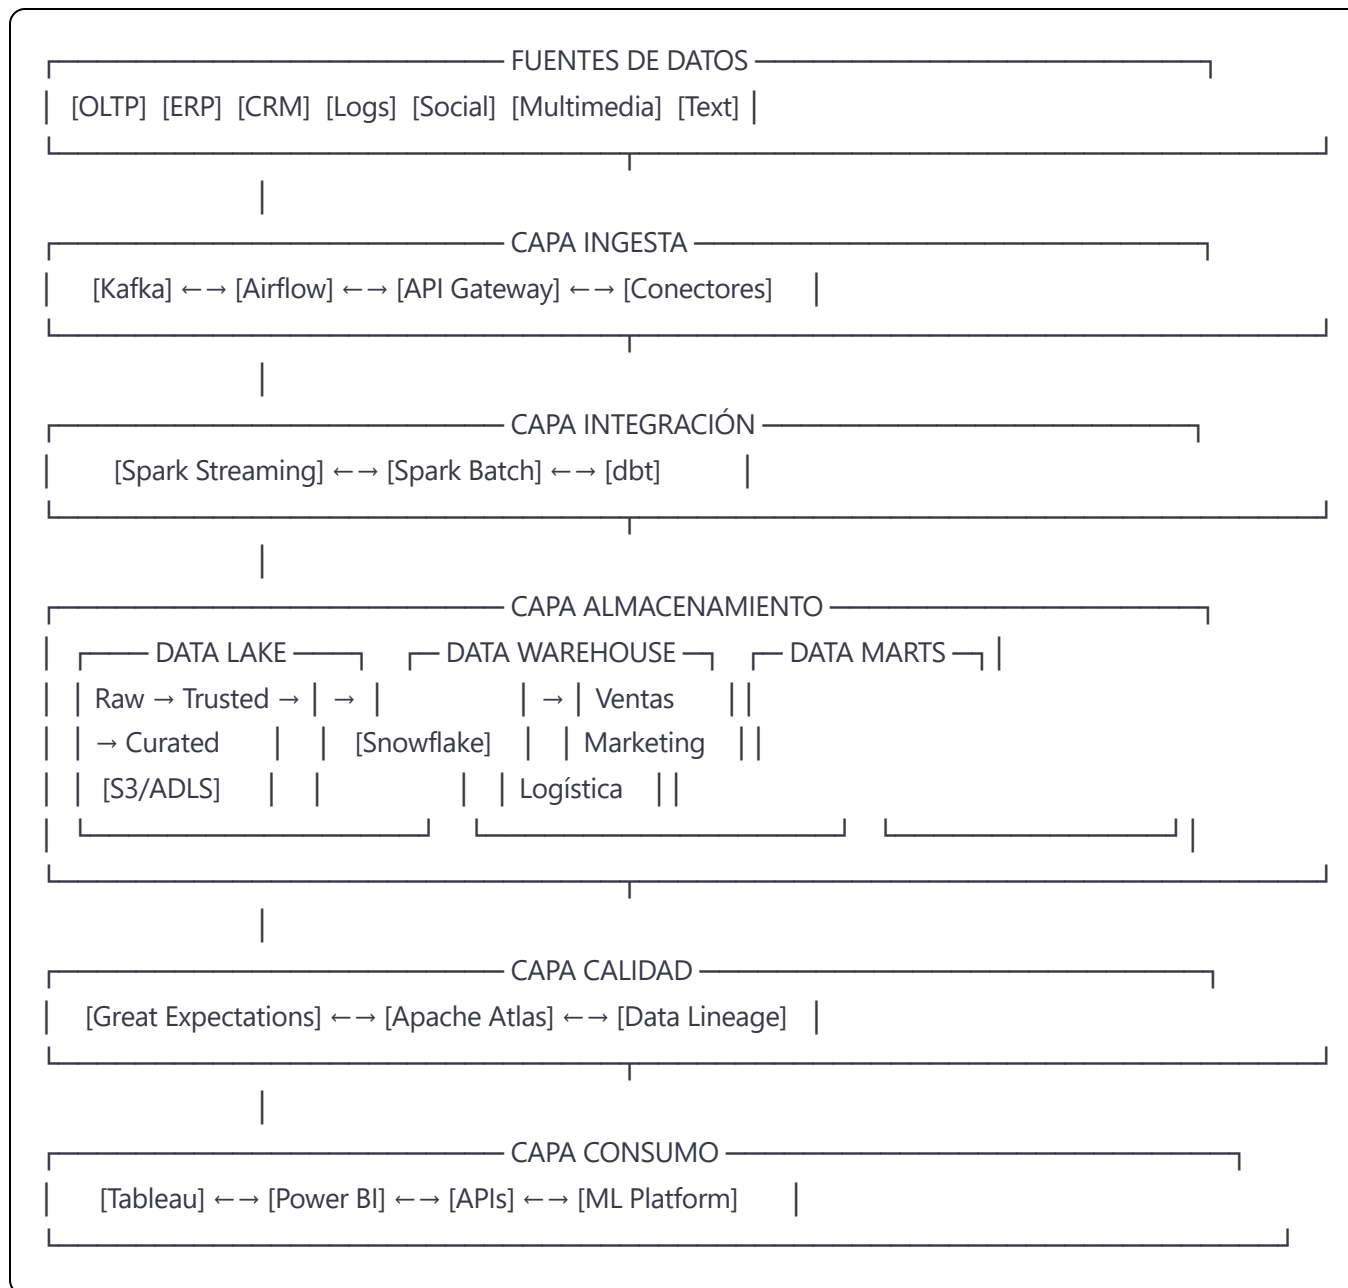 FUENTES DE DATOS
[OLTP] [ERP] [CRM] [Logs] [Social] [Multimedia] [Text]
CAPA INGESTA
[Kafka] ←→ [Airflow] ←→ [API Gateway] ←→ [Conectores]
CAPA INTEGRACIÓN
[Spark Streaming] ←→ [Spark Batch] ←→ [dbt]
CAPA ALMACENAMIENTO
DATA LAKE DATA WAREHOUSE DATA MARTS
Raw → Trusted → → → Ventas
→ Curated [Snowflake] Marketing
[S3/ADLS] Logística
CAPA CALIDAD
[Great Expectations] ←→ [Apache Atlas] ←→ [Data Lineage]
CAPA CONSUMO
[Tableau] ←→ [Power BI] ←→ [APIs] ←→ [ML Platform]